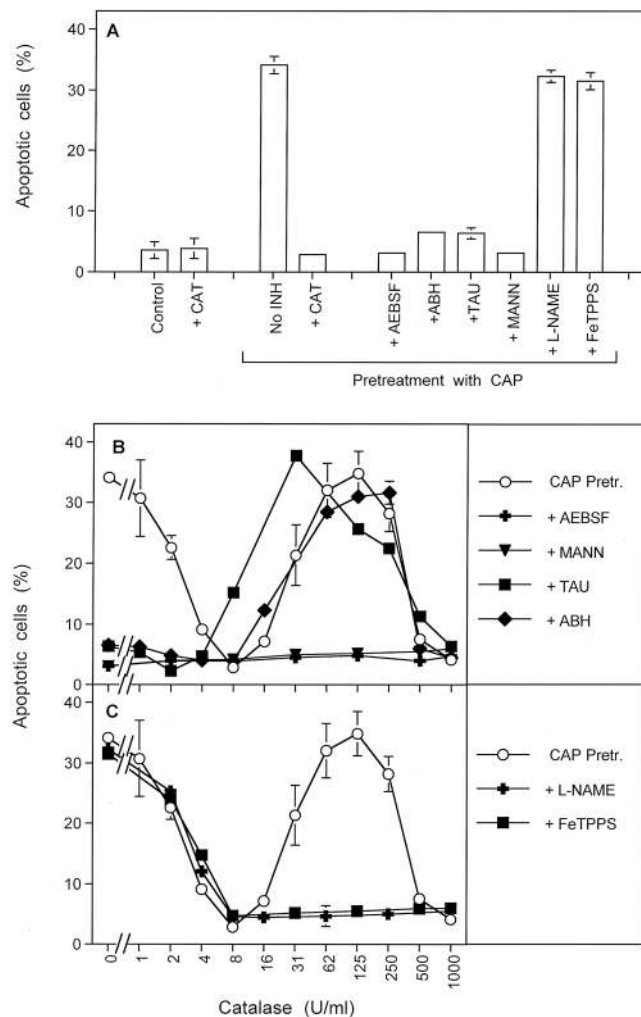 A
Apoptotic cells (%)
40
30
20
10
0
Control
+ CAT
No INH
+ CAT
+ AEBSF
+ABH
+TAU
+ MANN
+ L-NAME
+ FeTPPS
Pretreatment with CAP
B
40
30
20
10
0
CAP Pretr.
+ AEBSF
+ MANN
+ TAU
+ ABH
Apoptotic cells (%)
C
40
30
20
10
0
CAP Pretr.
+ L-NAME
+ FeTPPS
0
1
2
4
8
16
31
62
125
250
500
1000
Catalase (U/ml)